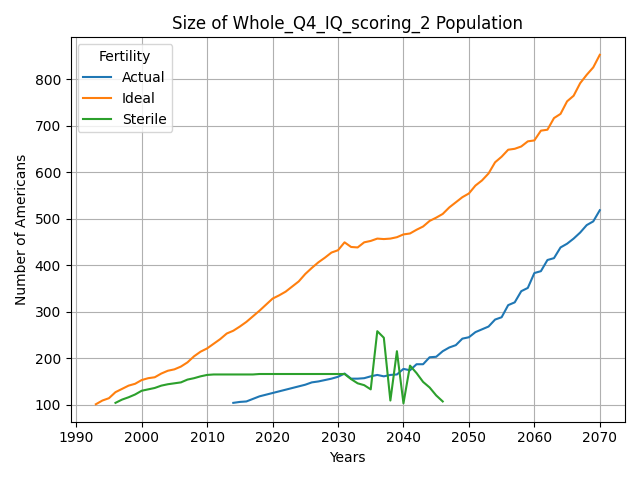 Size of Whole_Q4_IQ_scoring_2 Population
Fertility
Actual
Ideal
Sterile
Number of Americans
800
700
600
500
400
300
200
100
1990
2000
2010
2020
2030
2040
2050
2060
2070
Years